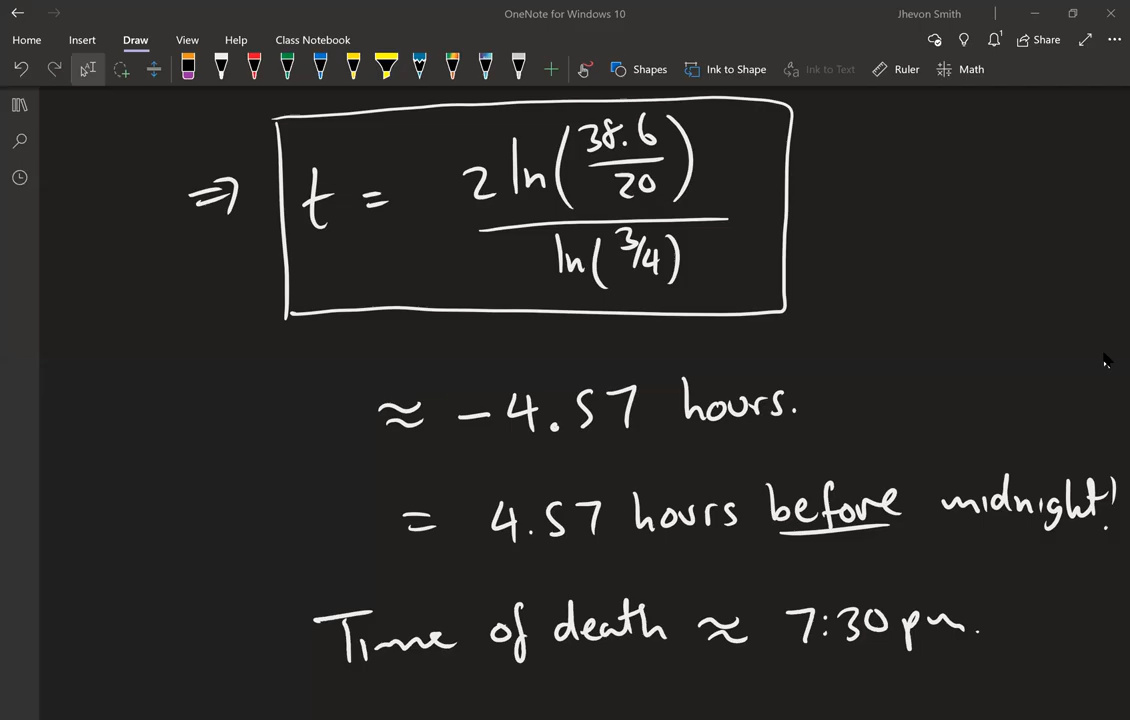 OneNote for Windows 10
Jhevon Smith
Home Insert Draw View Help Class Notebook
1 Share
Shapes Ink to Shape Ink to Text Ruler Math
⇒ t = 2 ln(38.6/20) / ln(3/4)
≈ -4.57 hours.
= 4.57 hours before midnight!
Time of death ≈ 7:30 pm.